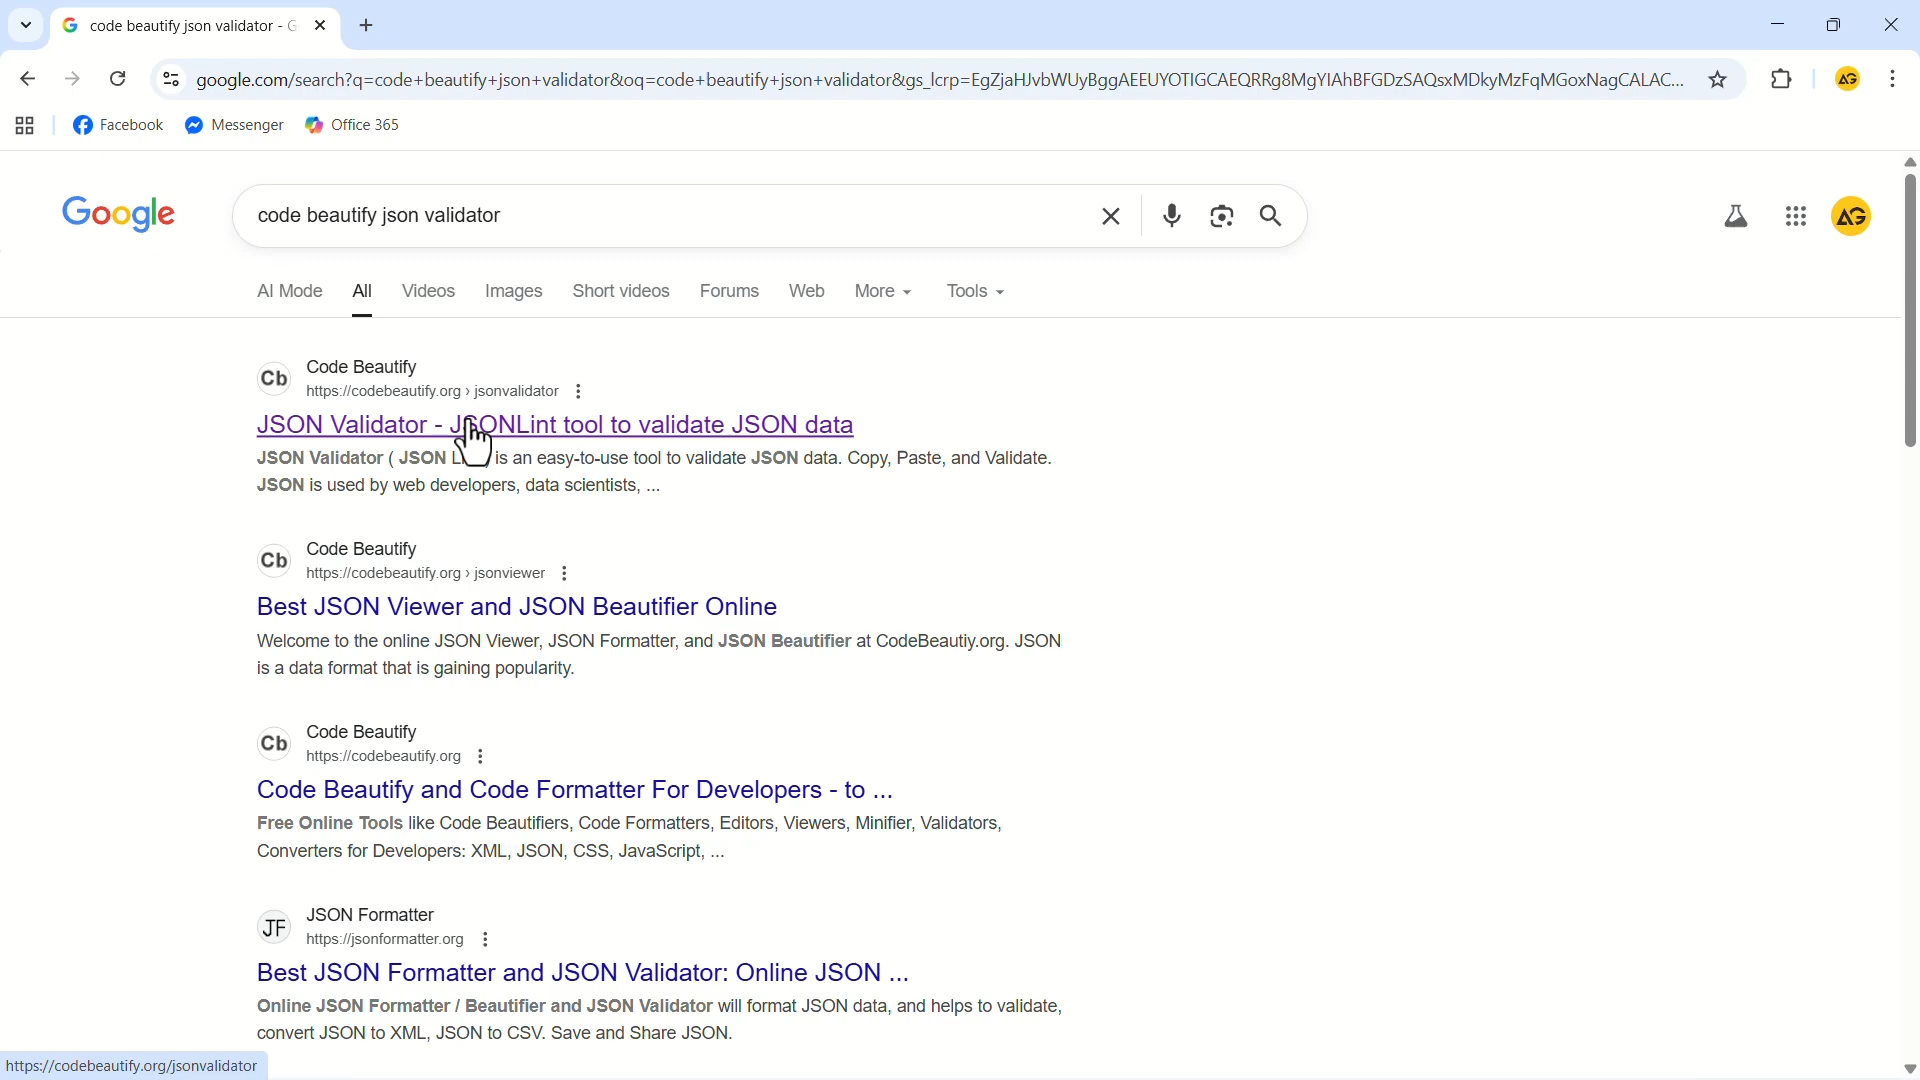 code beautify json validator - G
google.com/search?q=code+beautify+json+validator&oq=code+beautify+json+validator&gs_lcrp=EgZjaHJvbWUyBggAEEUYOTIGCAEQRRg8MgYIAhBFGDzSAQsxMDkyMzFqMGoxNagCALAC...
AG
Facebook
Messenger
Office 365
Google
code beautify json validator
AG
AI Mode
All
Videos
Images
Short videos
Forums
Web
More
Tools
Cb
Code Beautify
https://codebeautify.org › jsonvalidator
JSON Validator - JSONLint tool to validate JSON data
JSON Validator ( JSON is an easy-to-use tool to validate JSON data. Copy, Paste, and Validate.
JSON is used by web developers, data scientists, ...
Cb
Code Beautify
https://codebeautify.org › jsonviewer
Best JSON Viewer and JSON Beautifier Online
Welcome to the online JSON Viewer, JSON Formatter, and JSON Beautifier at CodeBeautiy.org. JSON
is a data format that is gaining popularity.
Cb
Code Beautify
https://codebeautify.org
Code Beautify and Code Formatter For Developers - to ...
Free Online Tools like Code Beautifiers, Code Formatters, Editors, Viewers, Minifier, Validators,
Converters for Developers: XML, JSON, CSS, JavaScript, ...
JF
JSON Formatter
https://jsonformatter.org
Best JSON Formatter and JSON Validator: Online JSON ...
Online JSON Formatter / Beautifier and JSON Validator will format JSON data, and helps to validate,
convert JSON to XML, JSON to CSV. Save and Share JSON.
https://codebeautify.org/jsonvalidator